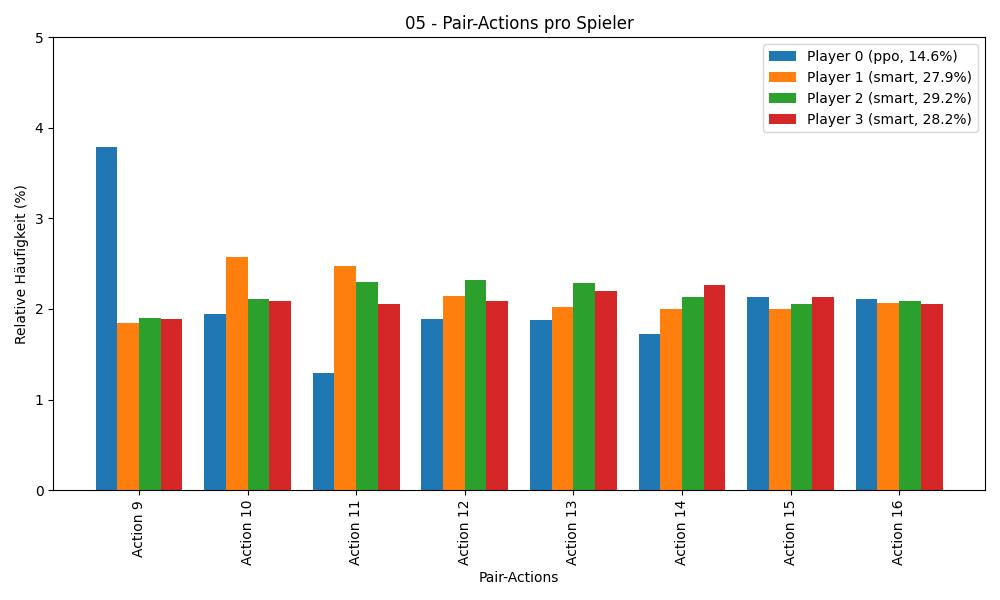 05 - Pair-Actions pro Spieler
Player 0 (ppo, 14.6%)
Player 1 (smart, 27.9%)
Player 2 (smart, 29.2%)
Player 3 (smart, 28.2%)
Relative Häufigkeit (%)
5
4
3
2
1
0
Action 9
Action 10
Action 11
Action 12
Action 13
Action 14
Action 15
Action 16
Pair-Actions